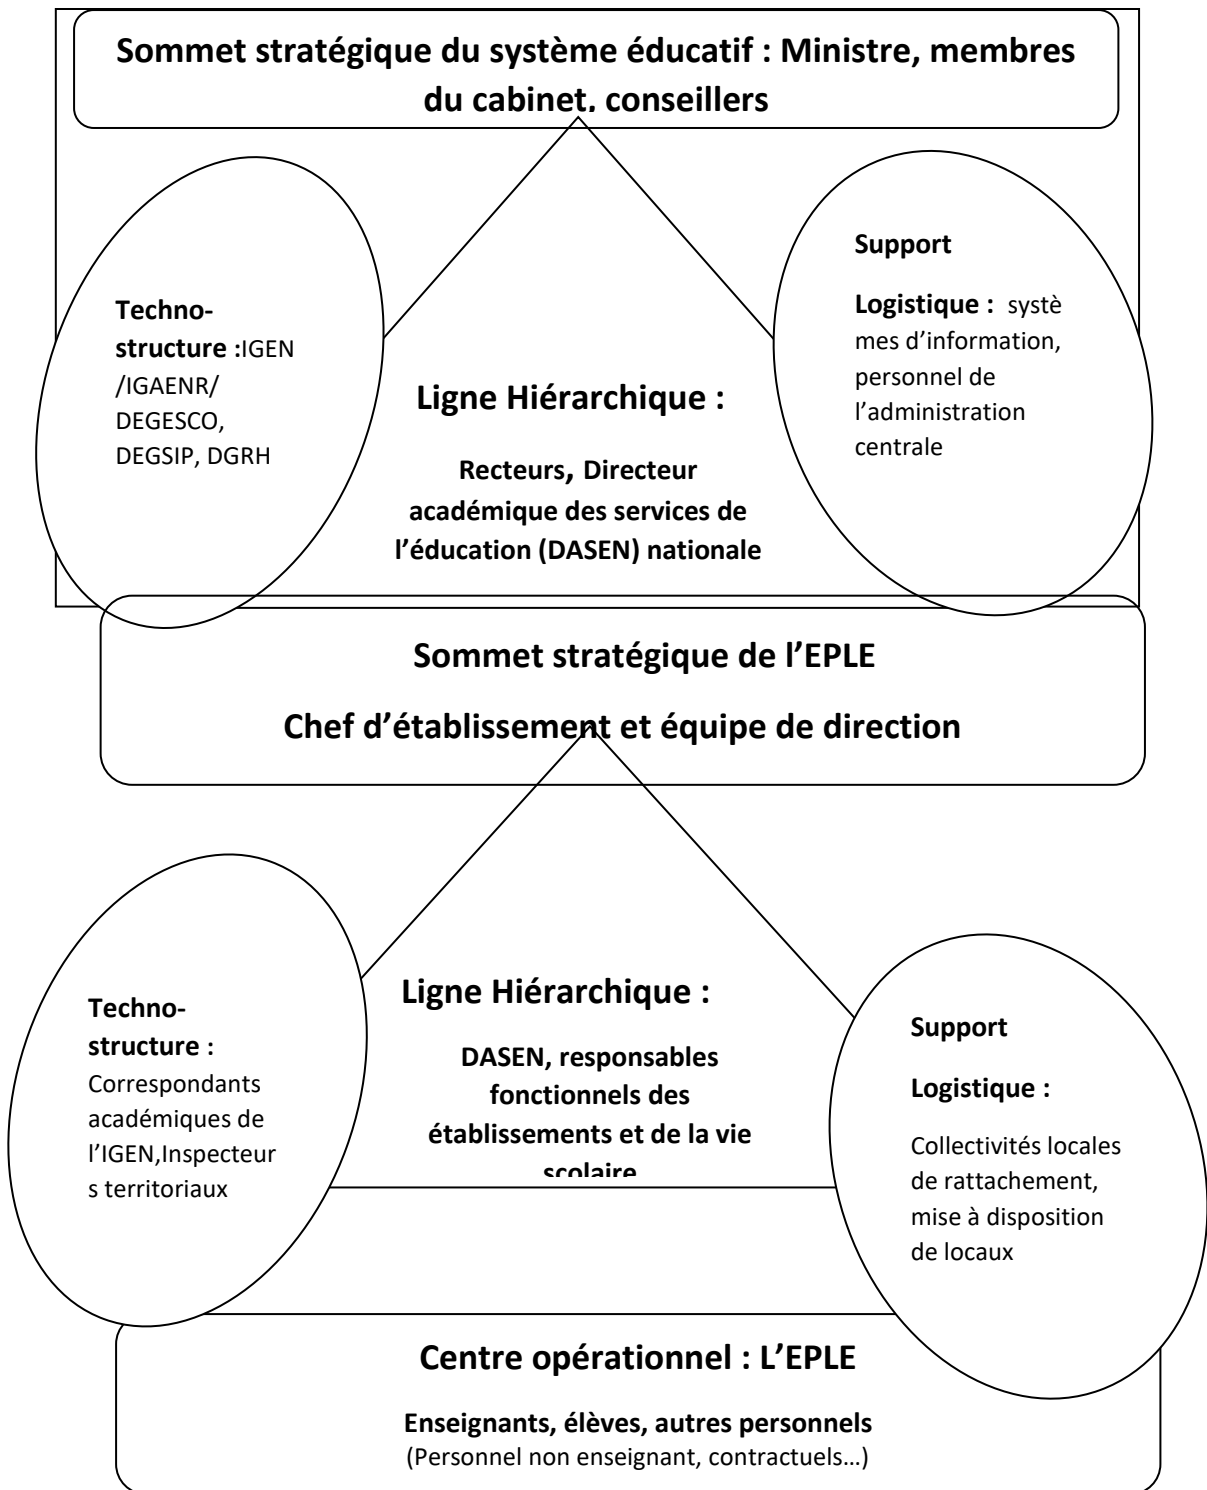 Sommet stratégique du système éducatif : Ministre, membres
du cabinet, conseillers
Techno-
structure :IGEN
/IGAENR/
DEGESCO,
DEGSIP, DGRH
Support
Logistique : systè
mes d’information,
personnel de
l’administration
centrale
Ligne Hiérarchique :
Recteurs, Directeur
académique des services de
l’éducation (DASEN) nationale
Sommet stratégique de l’EPLE
Chef d’établissement et équipe de direction
Techno-
structure :
Correspondants
académiques de
l’IGEN,Inspecteur
s territoriaux
Ligne Hiérarchique :
DASEN, responsables
fonctionnels des
établissements et de la vie
scolaire
Support
Logistique :
Collectivités locales
de rattachement,
mise à disposition
de locaux
Centre opérationnel : L’EPLE
Enseignants, élèves, autres personnels
(Personnel non enseignant, contractuels…)